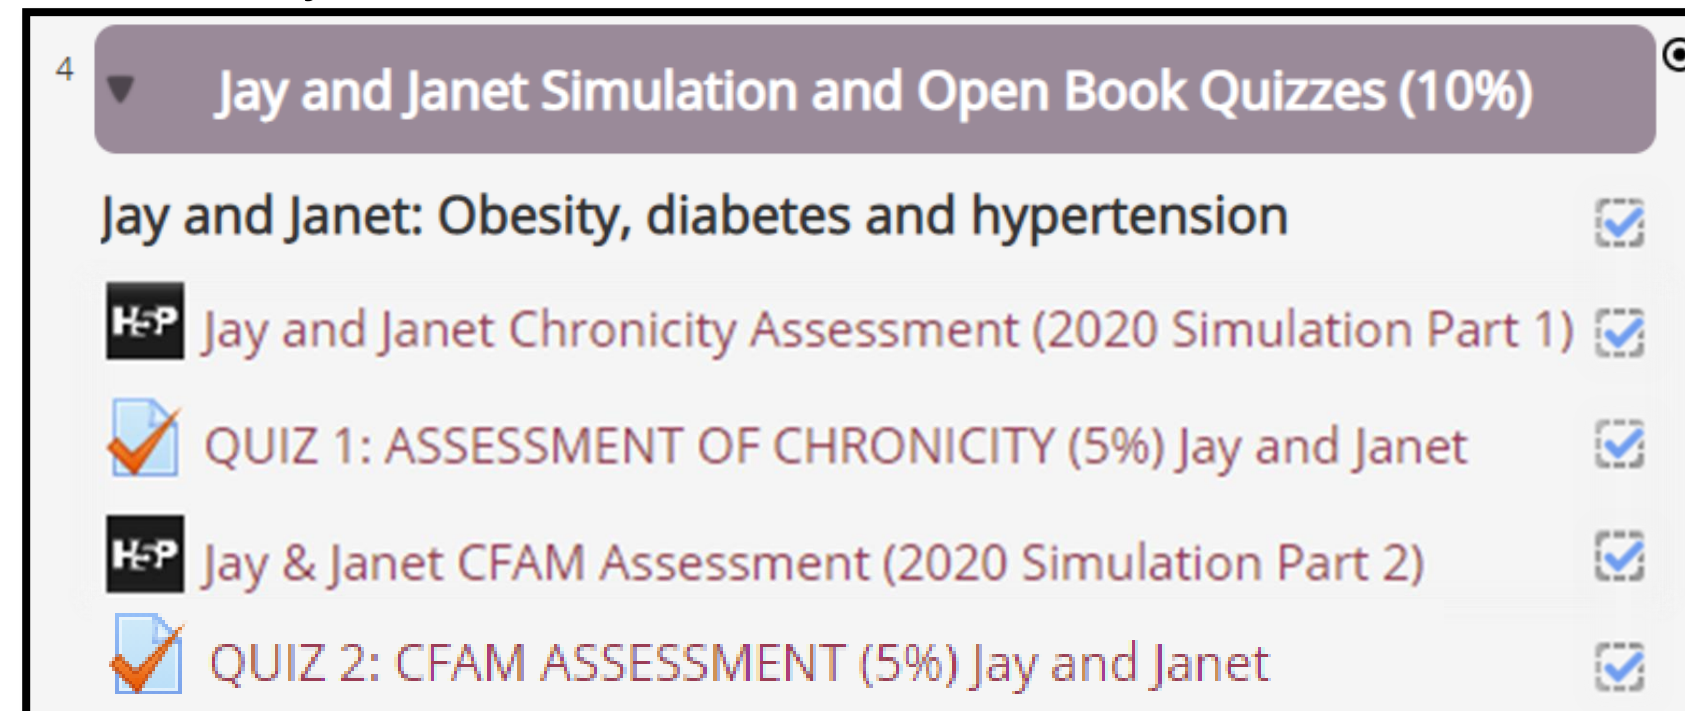 4
Jay and Janet Simulation and Open Book Quizzes (10%)
Jay and Janet: Obesity, diabetes and hypertension
H5P Jay and Janet Chronicity Assessment (2020 Simulation Part 1)
QUIZ 1: ASSESSMENT OF CHRONICITY (5%) Jay and Janet
H5P Jay & Janet CFAM Assessment (2020 Simulation Part 2)
QUIZ 2: CFAM ASSESSMENT (5%) Jay and Janet